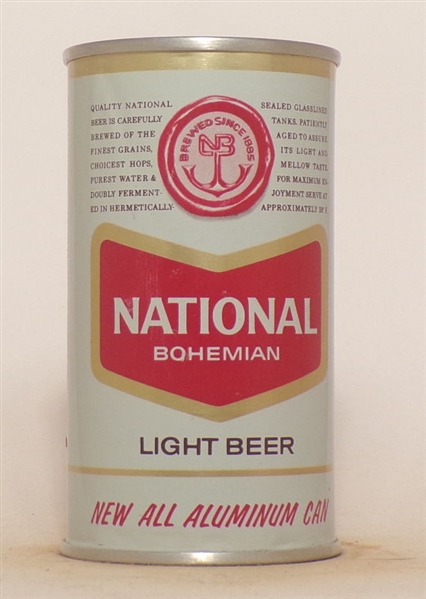 QUALITY NATIONAL
BEER IS CAREFULLY
BREWED OF THE
FINEST GRAINS,
CHOICEST HOPS,
PUREST WATER &
DOUBLY FERMENT-
ED IN HERMETICALLY-
BREWED SINCE 1885
NB
SEALED GLASSLINED
TANKS. PATIENTLY
AGED TO ASSURE
ITS LIGHT AND
MELLOW TASTE.
FOR MAXIMUM EN-
JOYMENT SERVE AT
APPROXIMATELY
NATIONAL
BOHEMIAN
LIGHT BEER
NEW ALL ALUMINUM CAN